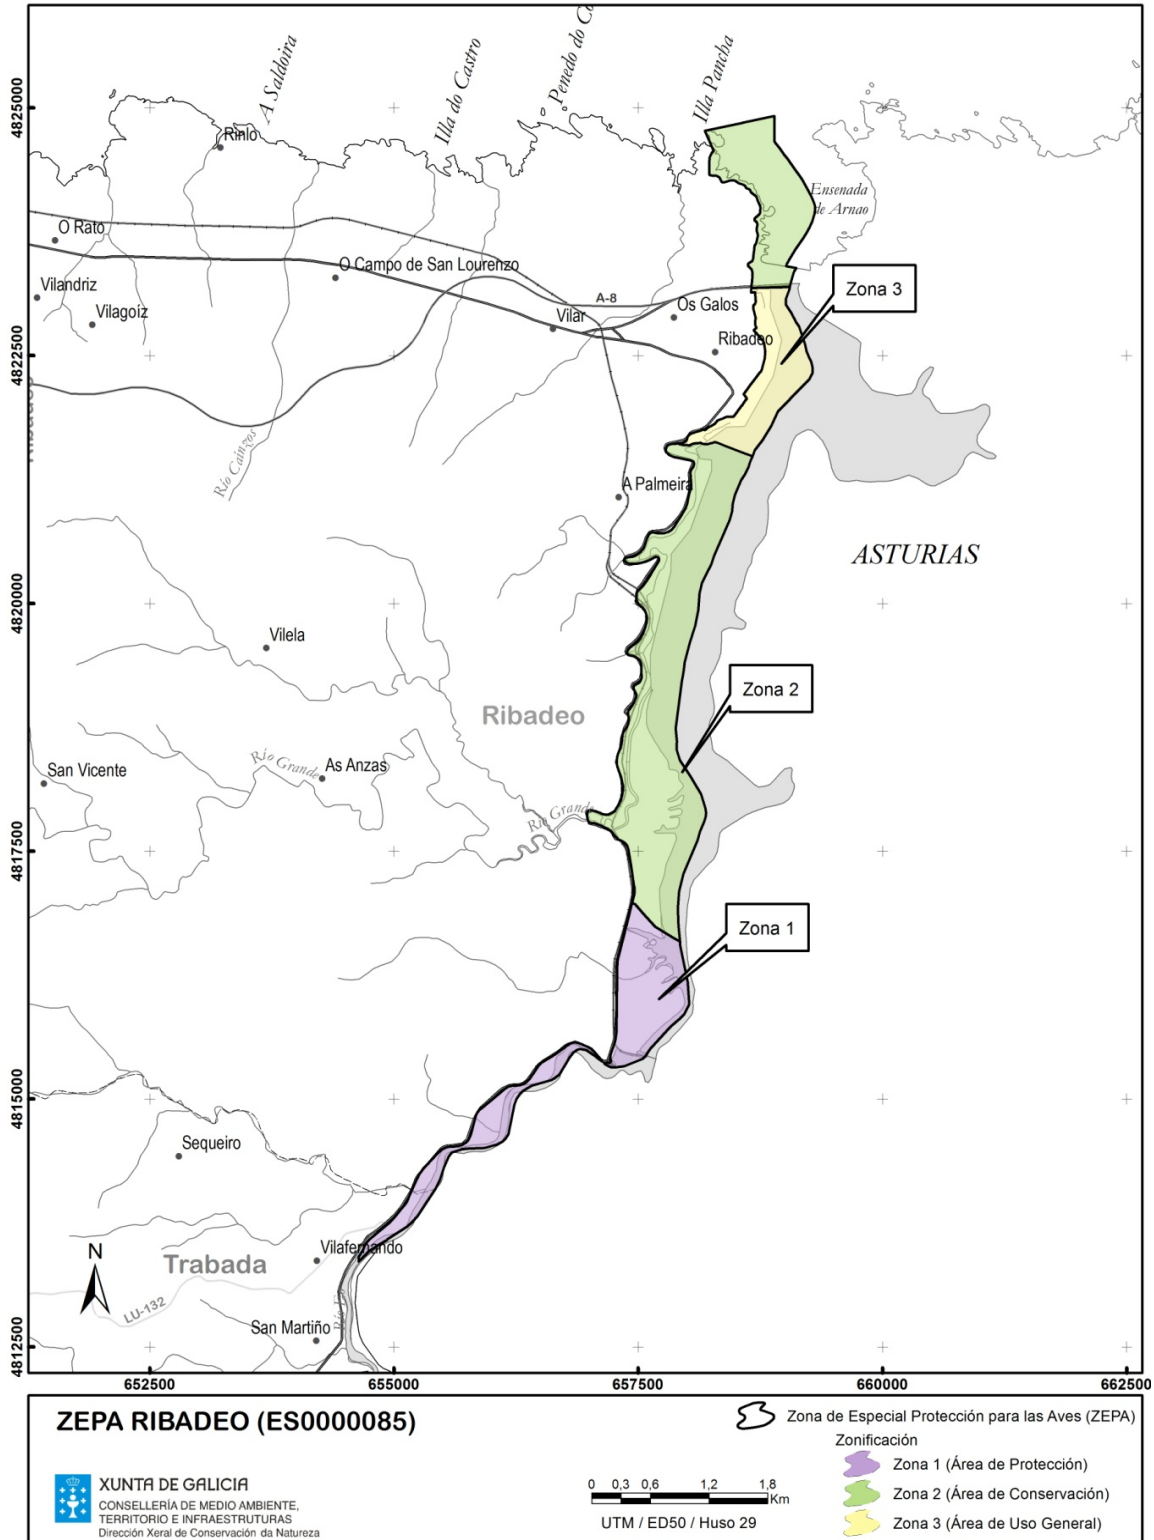 A Saldoira
Illa do Castro
Illa Pancha
4825000
Rinlo
Ensenada
de Arnao
O Rato
O Campo de San Lourenzo
Zona 3
Vilandriz
A-8
Os Galos
Vilagoíz
Vilar
Ribadeo
4822500
Río Caingos
A Palmeira
ASTURIAS
4820000
Vilela
Zona 2
Ribadeo
San Vicente
Río Grande
As Anzas
Río Grande
4817500
Zona 1
4815000
Sequeiro
N
Vilafernando
Trabada
LU-132
San Martiño
4812500
652500
655000
657500
660000
662500
ZEPA RIBADEO (ES0000085)
Zona de Especial Protección para las Aves (ZEPA)
Zonificación
XUNTA DE GALICIA
CONSELLERÍA DE MEDIO AMBIENTE,
TERRITORIO E INFRAESTRUTURAS
Dirección Xeral de Conservación da Natureza
0 0,3 0,6 1,2 1,8
Km
UTM / ED50 / Huso 29
Zona 1 (Área de Protección)
Zona 2 (Área de Conservación)
Zona 3 (Área de Uso General)